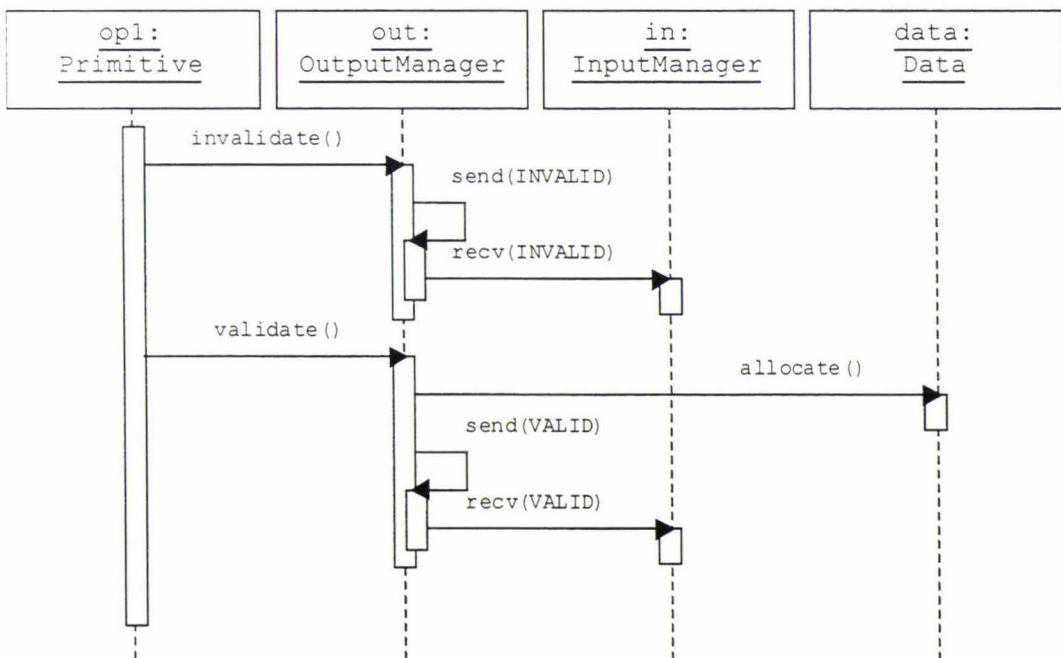 op1:
Primitive
out:
OutputManager
in:
InputManager
data:
Data
invalidate()
send(INVALID)
recv(INVALID)
validate()
allocate()
send(VALID)
recv(VALID)